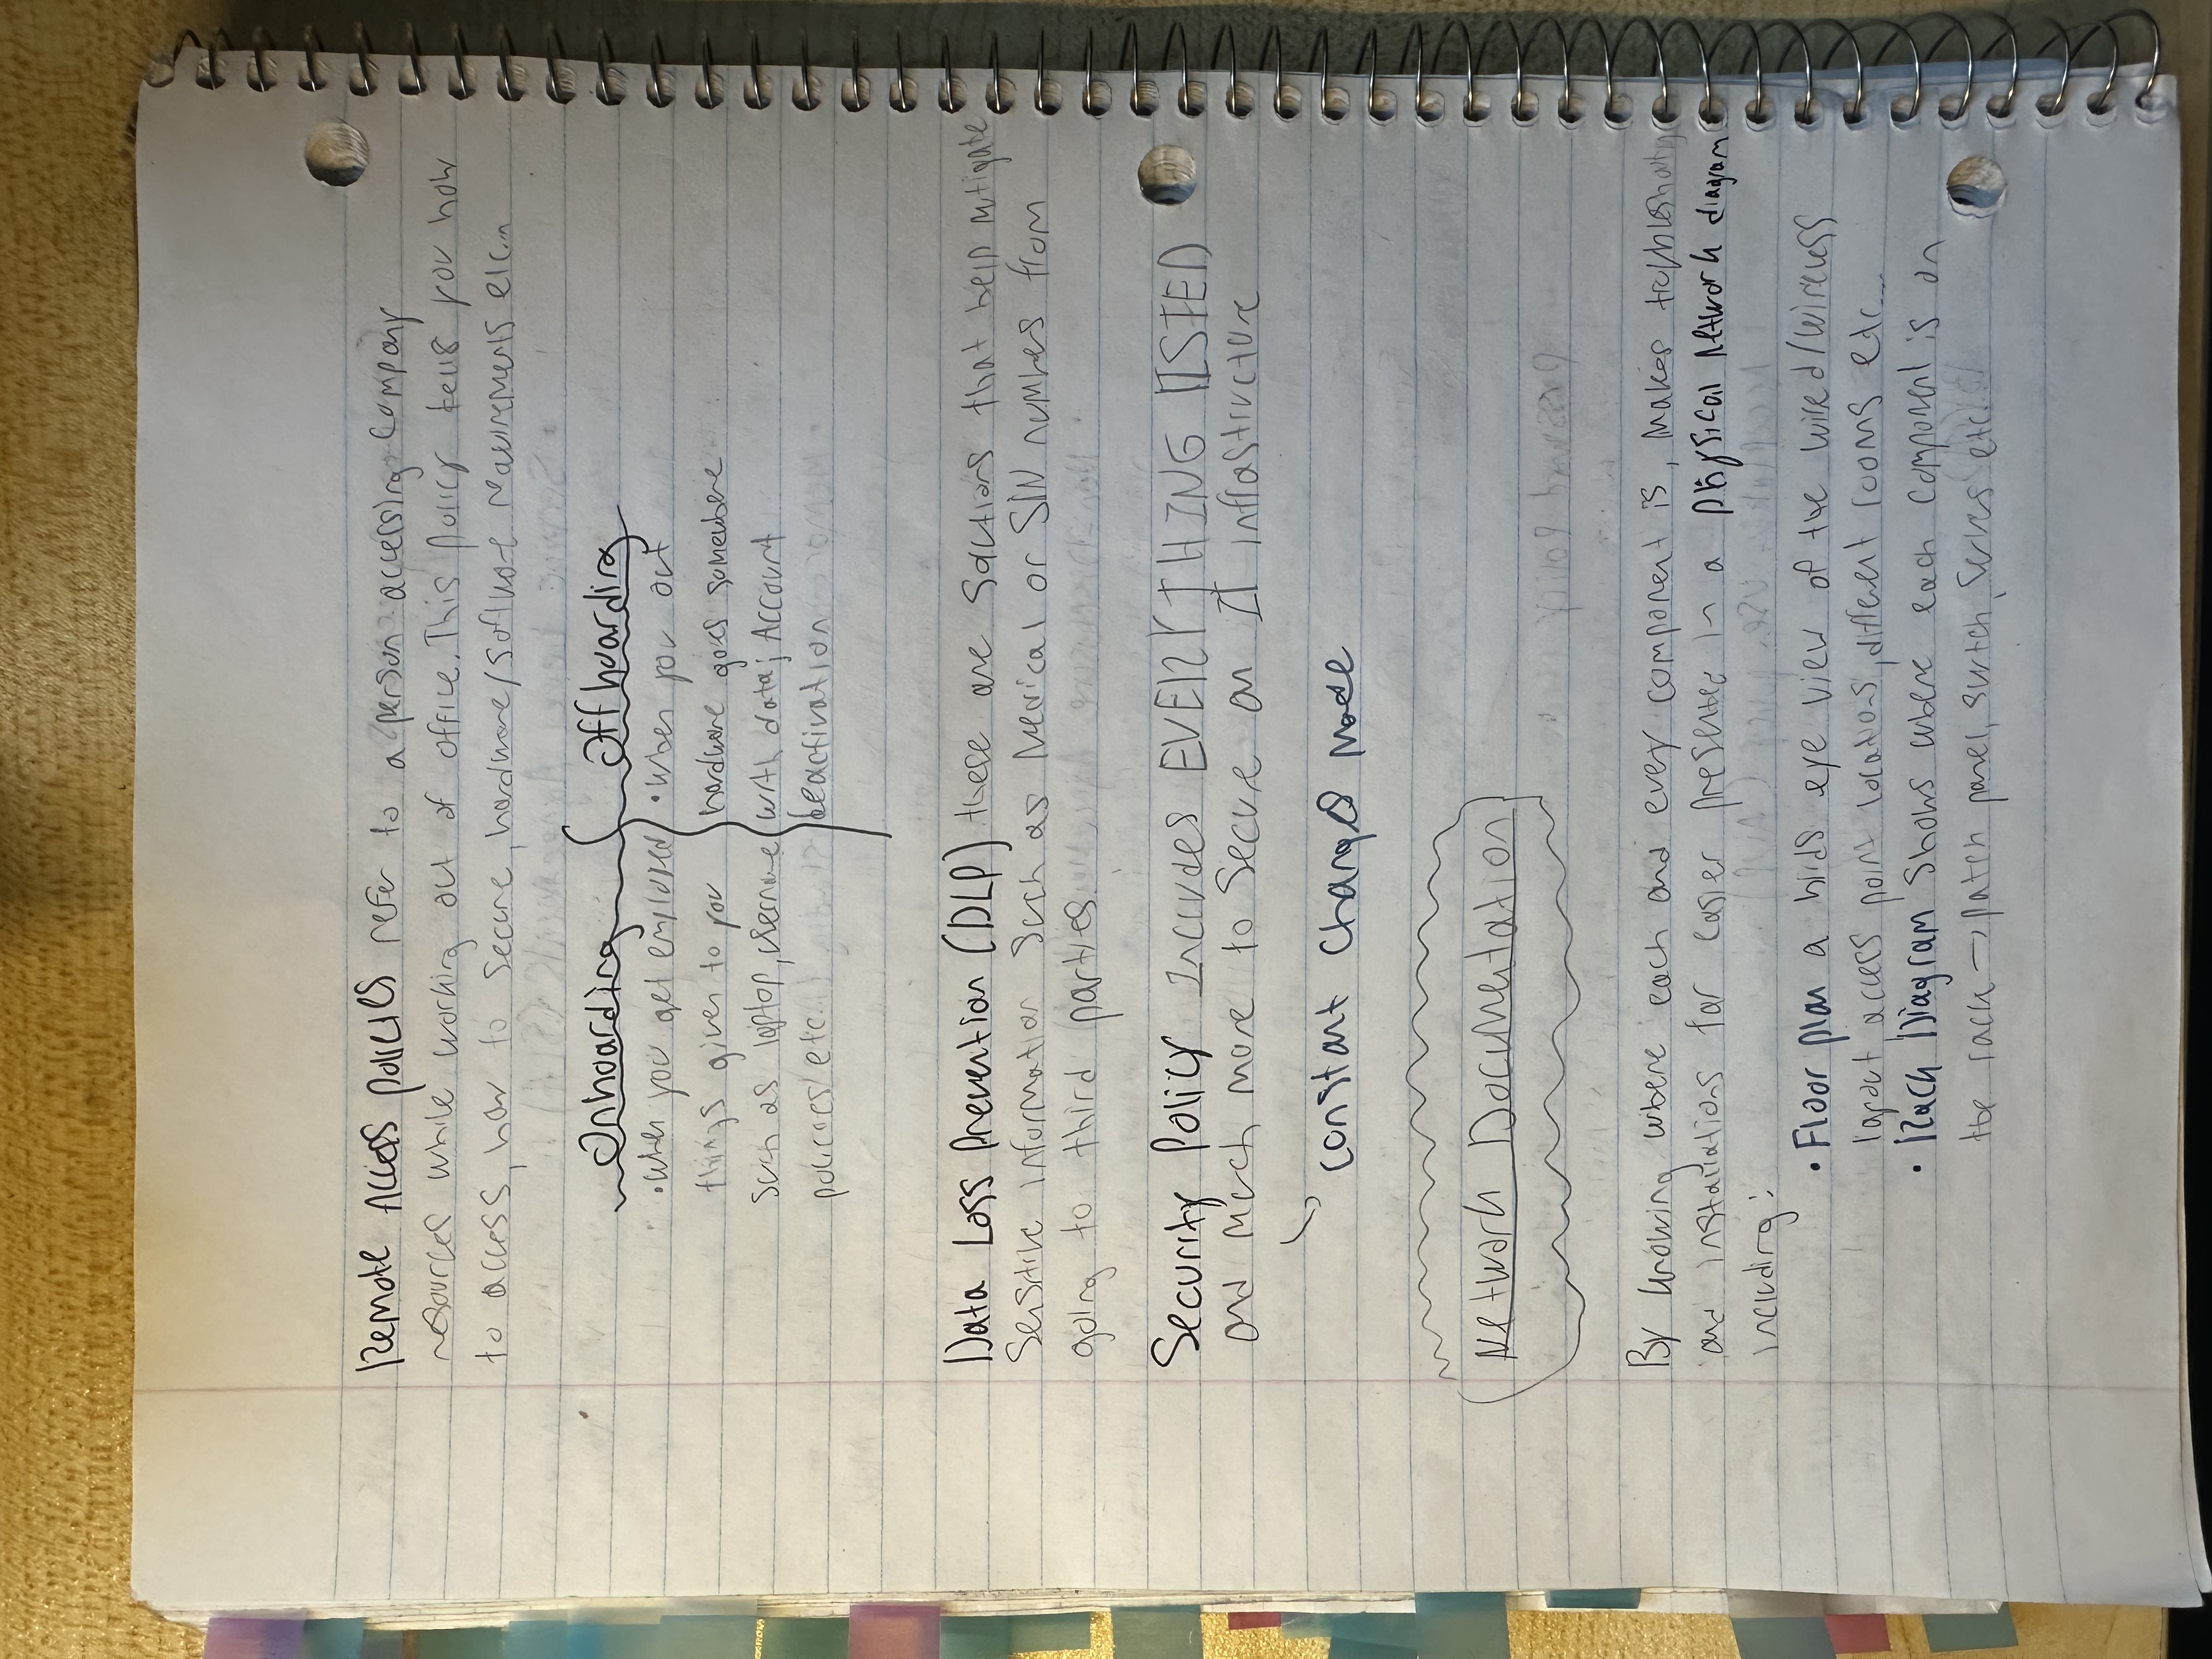 Remote Access policies refer to a person accessing company
resources while working out of office. This policy tells you how
to access, how to secure, hardware/software requirements etc...
Onboarding Offboarding
• when you get employed
things given to you
such as laptop, username
policies etc.
• when you out
hardware goes somewhere
with data; Account
Deactivation
Data Loss Prevention (DLP) these are solutions that help mitigate
sensitive information such as Medical or SIN numbers from
going to third parties.
Security Policy Includes EVERYTHING LISTED
and much more to secure an IT inffastructure
constant changes made
Network Documentation
By knowing where each and every component is, makes troubleshooting
and installations far easier presented in a physical network diagram
including:
• Floor plan a birds eye view of the wired/wireless
layout, access point locations, different rooms etc...
• Rack Diagram shows where each component is on
the rack → patch panel, switch, servers etc.